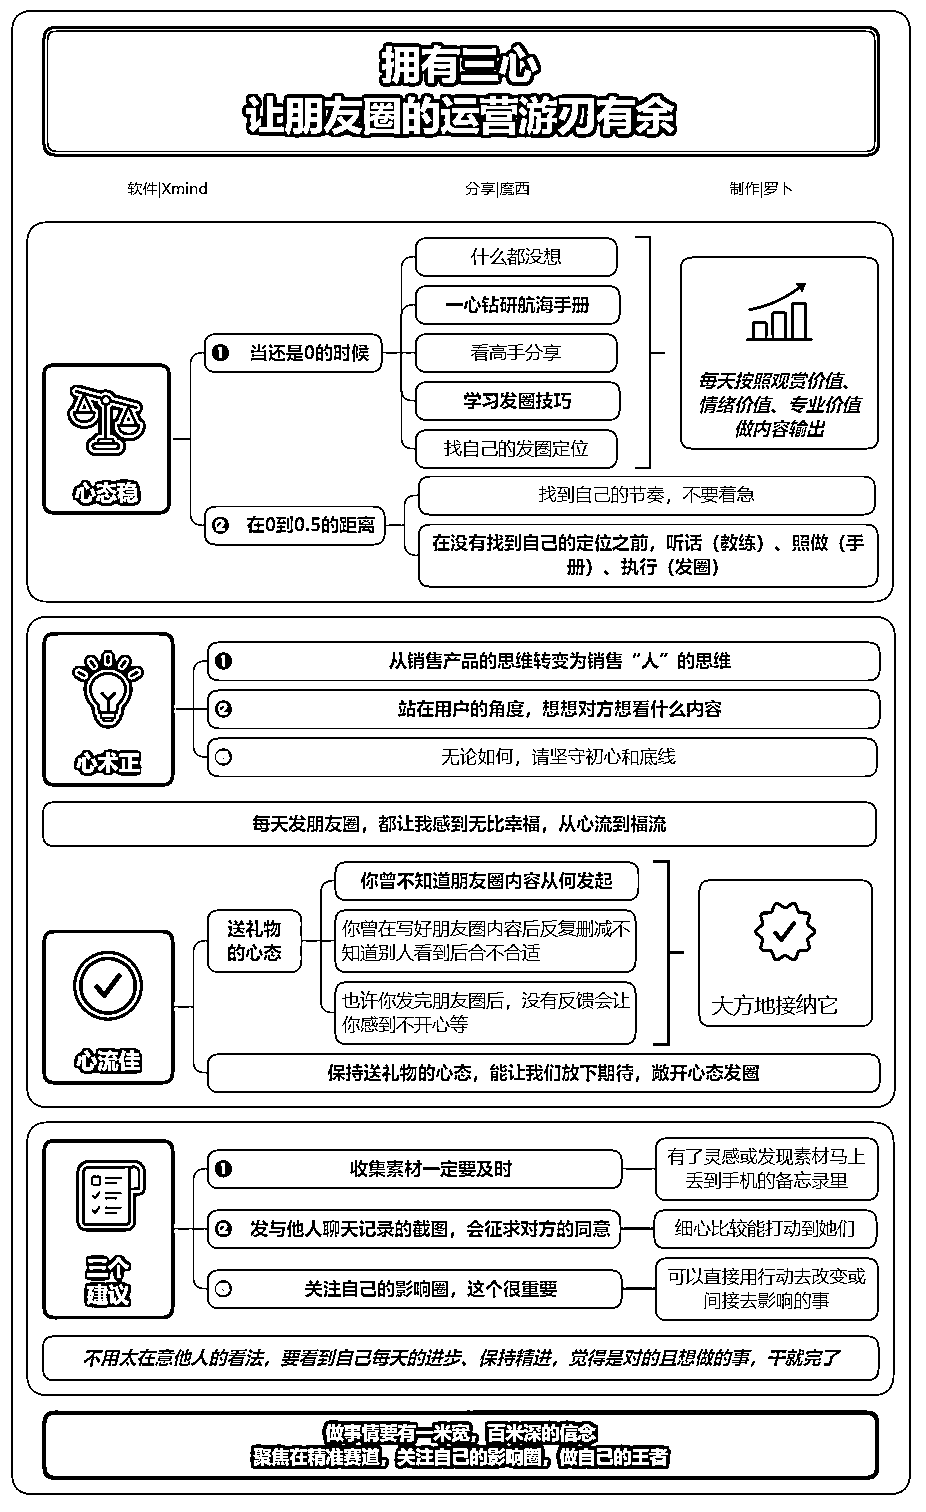 拥有三心
让朋友圈的运营游刃有余
软件|Xmind
分享|魔西
制作|罗卜
心态稳
❶ 当还是0的时候
什么都没想
一心钻研航海手册
看高手分享
学习发圈技巧
找自己的发圈定位
每天按照观赏价值、
情绪价值、专业价值
做内容输出
❷ 在0到0.5的距离
找到自己的节奏，不要着急
在没有找到自己的定位之前，听话（教练）、照做（手
册）、执行（发圈）
心术正
❶ 从销售产品的思维转变为销售“人”的思维
❷ 站在用户的角度，想想对方想看什么内容
无论如何，请坚守初心和底线
每天发朋友圈，都让我感到无比幸福，从心流到福流
心流佳
送礼物
的心态
你曾不知道朋友圈内容从何发起
你曾在写好朋友圈内容后反复删减不
知道别人看到后合不合适
也许你发完朋友圈后，没有反馈会让
你感到不开心等
大方地接纳它
保持送礼物的心态，能让我们放下期待，敞开心态发圈
三个
建议
❶ 收集素材一定要及时
有了灵感或发现素材马上
丢到手机的备忘录里
❷ 发与他人聊天记录的截图，会征求对方的同意
细心比较能打动到她们
关注自己的影响圈，这个很重要
可以直接用行动去改变或
间接去影响的事
不用太在意他人的看法，要看到自己每天的进步、保持精进，觉得是对的且想做的事，干就完了
做事情要有一米宽，百米深的信念
聚焦在精准赛道，关注自己的影响圈，做自己的王者